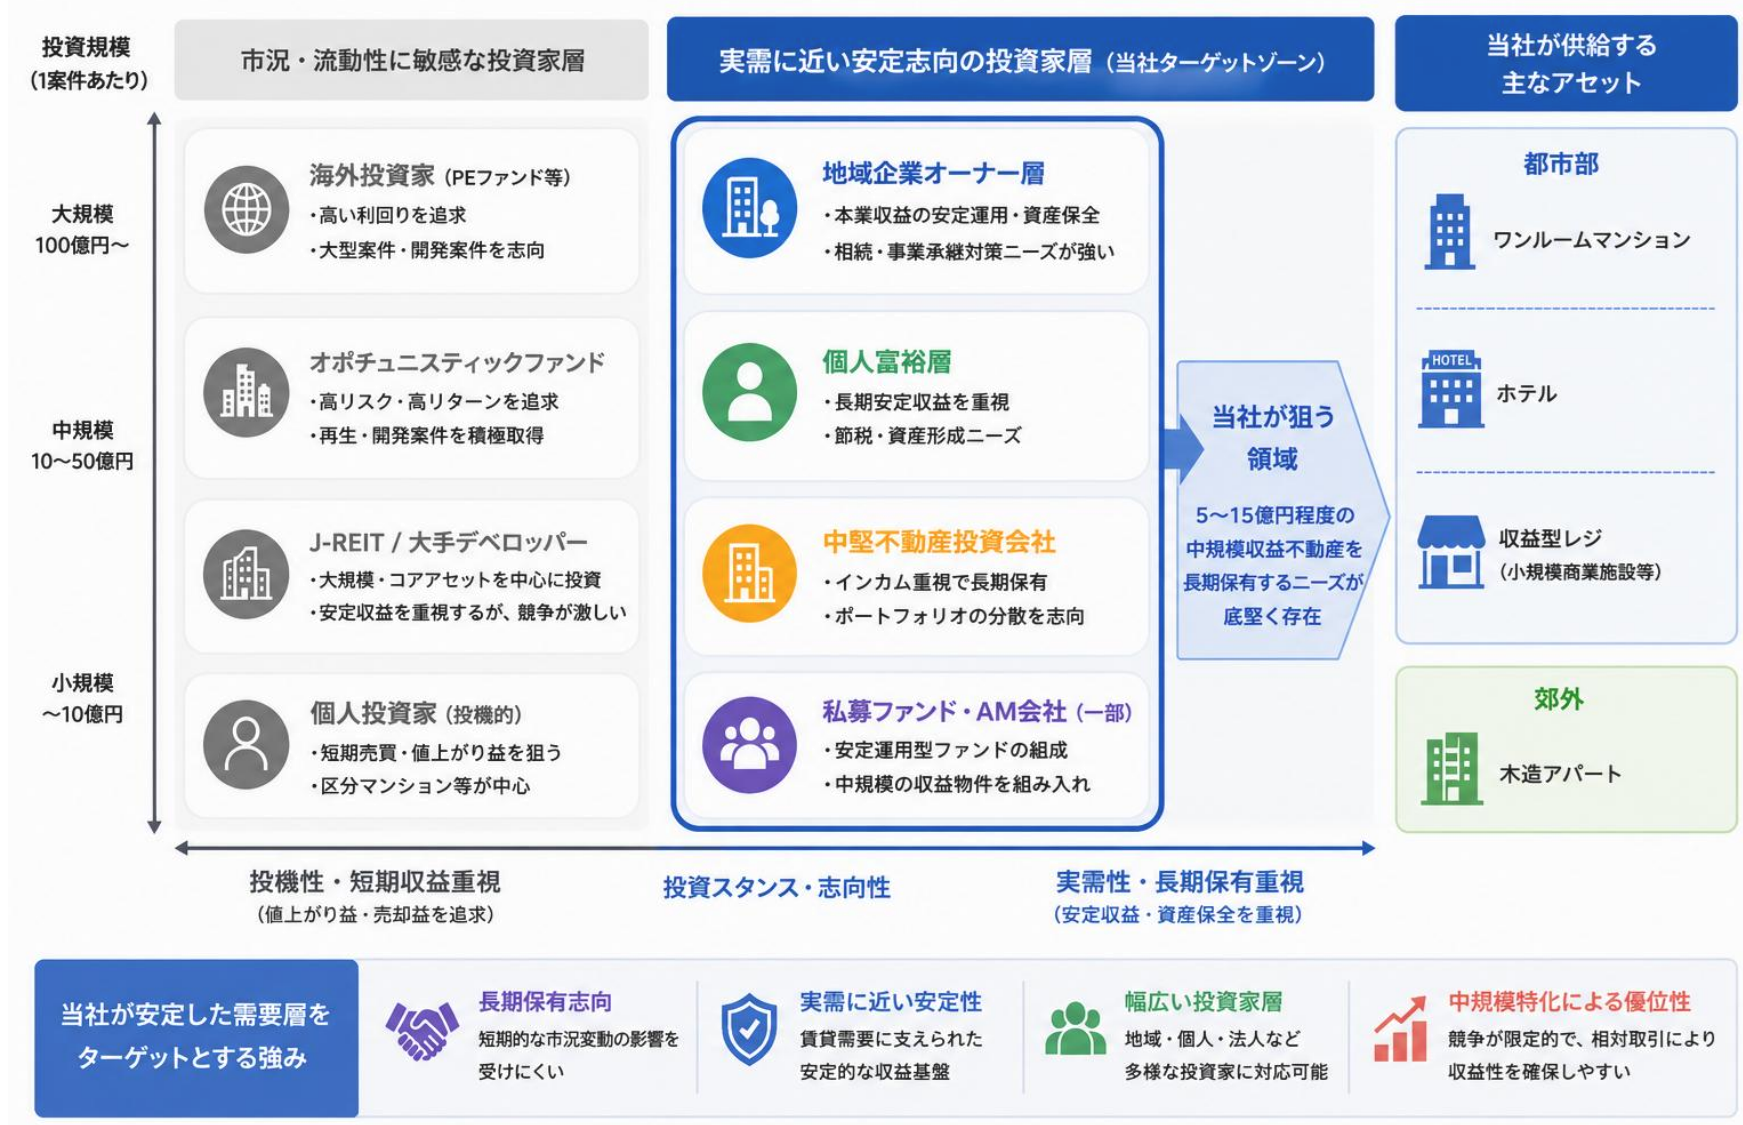 投資規模
(1案件あたり)
市況・流動性に敏感な投資家層
実需に近い安定志向の投資家層（当社ターゲットゾーン）
当社が供給する
主なアセット
大規模
100億円〜
中規模
10〜50億円
小規模
〜10億円
海外投資家（PEファンド等）
・高い利回りを追求
・大型案件・開発案件を志向
オポチュニスティックファンド
・高リスク・高リターンを追求
・再生・開発案件を積極取得
J-REIT / 大手デベロッパー
・大規模・コアアセットを中心に投資
・安定収益を重視するが、競争が激しい
個人投資家（投機的）
・短期売買・値上がり益を狙う
・区分マンション等が中心
地域企業オーナー層
・本業収益の安定運用・資産保全
・相続・事業承継対策ニーズが強い
個人富裕層
・長期安定収益を重視
・節税・資産形成ニーズ
中堅不動産投資会社
・インカム重視で長期保有
・ポートフォリオの分散を志向
私募ファンド・AM会社（一部）
・安定運用型ファンドの組成
・中規模の収益物件を組み入れ
当社が狙う
領域
5〜15億円程度の
中規模収益不動産を
長期保有するニーズが
底堅く存在
都市部
ワンルームマンション
HOTEL
ホテル
収益型レジ
（小規模商業施設等）
郊外
木造アパート
投機性・短期収益重視
（値上がり益・売却益を追求）
投資スタンス・志向性
実需性・長期保有重視
（安定収益・資産保全を重視）
当社が安定した需要層を
ターゲットとする強み
長期保有志向
短期的な市況変動の影響を
受けにくい
実需に近い安定性
賃貸需要に支えられた
安定的な収益基盤
幅広い投資家層
地域・個人・法人など
多様な投資家に対応可能
中規模特化による優位性
競争が限定的で、相対取引により
収益性を確保しやすい